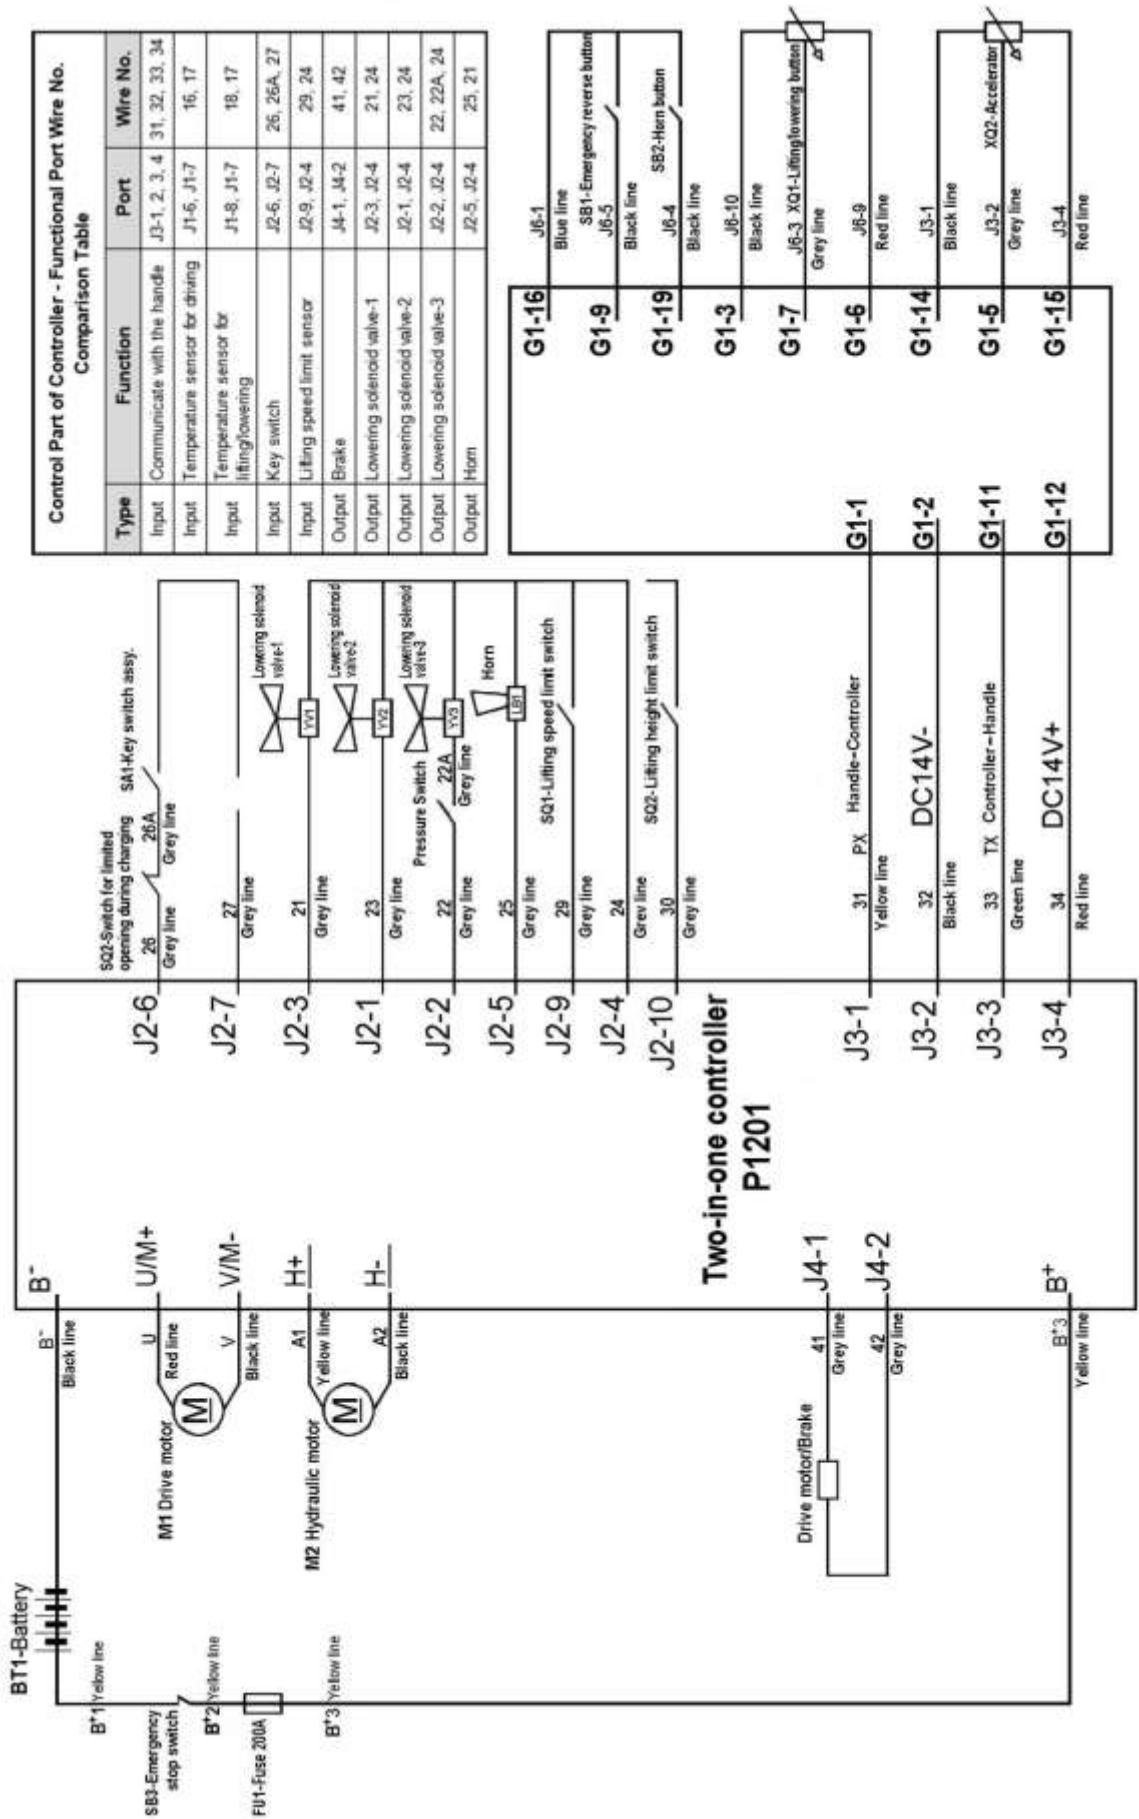 BT1-Battery
B+1 Yellow line
SB3-Emergency
stop switch
B+2 Yellow line
FU1-Fuse 200A
B+3 Yellow line
B-
Black line
B-
U
Red line
U/M+
M1 Drive motor
M
V
Black line
V/M-
A1
Yellow line
H+
M2 Hydraulic motor
M
A2
Black line
H-
Drive motor/Brake
41
Grey line
J4-1
42
Grey line
J4-2
B+3
Yellow line
B+
Two-in-one controller
P1201
J2-6
SQ2-Switch for limited
opening during charging
26
Grey line
26A
Grey line
SA1-Key switch assy.
J2-7
27
Grey line
J2-3
21
Grey line
YV1
Lowering solenoid
valve-1
J2-1
23
Grey line
YV2
Lowering solenoid
valve-2
J2-2
22
Grey line
Pressure Switch
22A
Grey line
YV3
Lowering solenoid
valve-3
J2-5
25
Grey line
LB1
Horn
J2-9
29
Grey line
SQ1-Lifting speed limit switch
J2-4
24
Grey line
J2-10
30
Grey line
SQ2-Lifting height limit switch
J3-1
31 PX Handle-Controller
Yellow line
G1-1
J3-2
32 DC14V-
Black line
G1-2
J3-3
33 TX Controller-Handle
Green line
G1-11
J3-4
34 DC14V+
Red line
G1-12
Control Part of Controller - Functional Port Wire No.
Comparison Table
Type Function Port Wire No.
Input Communicate with the handle J3-1, 2, 3, 4 31, 32, 33, 34
Input Temperature sensor for driving J1-6, J1-7 16, 17
Input Temperature sensor for
lifting/lowering J1-8, J1-7 18, 17
Input Key switch J2-6, J2-7 26, 26A, 27
Input Lifting speed limit sensor J2-9, J2-4 29, 24
Output Brake J4-1, J4-2 41, 42
Output Lowering solenoid valve-1 J2-3, J2-4 21, 24
Output Lowering solenoid valve-2 J2-1, J2-4 23, 24
Output Lowering solenoid valve-3 J2-2, J2-4 22, 22A, 24
Output Horn J2-5, J2-4 25, 21
G1-16
J6-1
Blue line
SB1-Emergency reverse button
G1-9
J6-5
Black line
SB2-Horn button
G1-19
J6-4
Black line
G1-3
J6-10
Black line
G1-7
J6-3 XQ1-Lifting/lowering button
Grey line
G1-6
J6-9
Red line
G1-14
J3-1
Black line
G1-5
J3-2
Grey line
XQ2-Accelerator
G1-15
J3-4
Red line